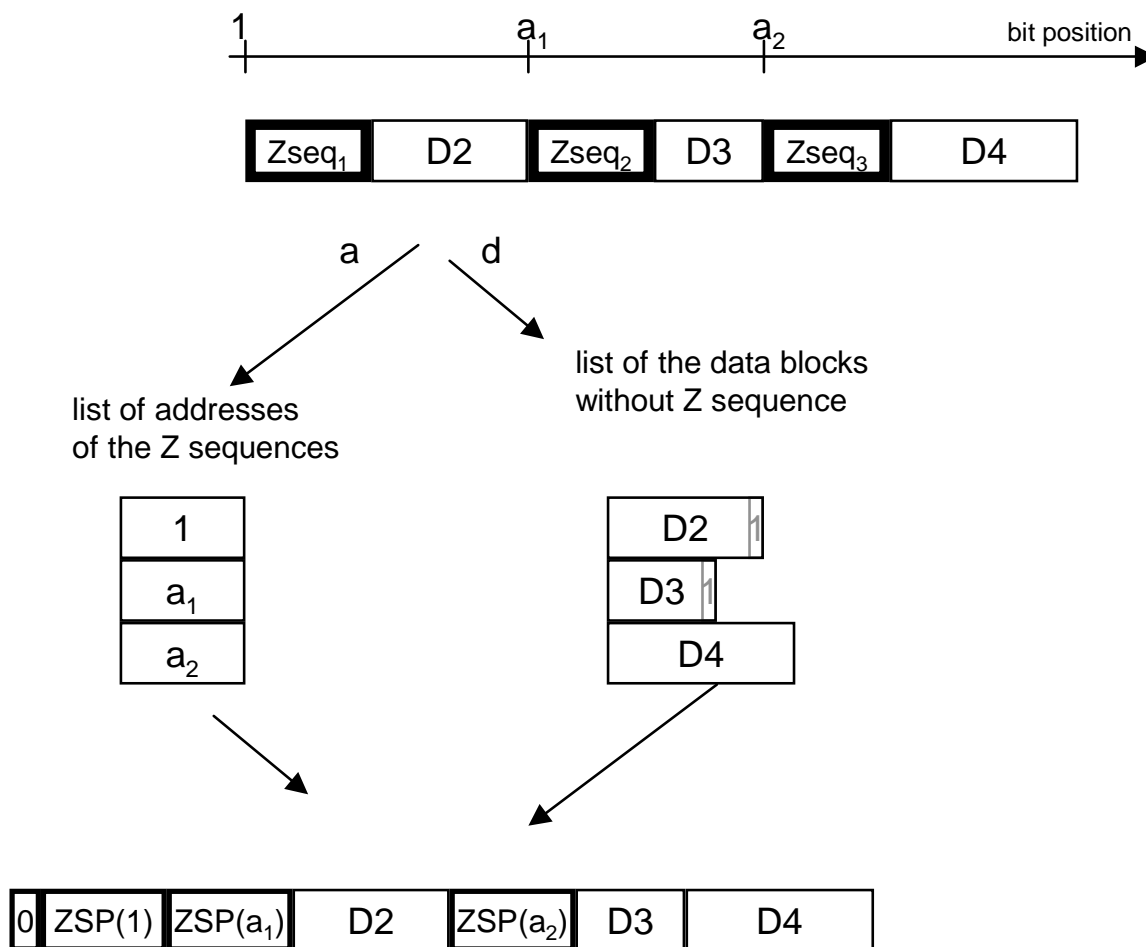 1 a₁ a₂ bit position
Zseq₁ D2 Zseq₂ D3 Zseq₃ D4
a d
list of the data blocks
without Z sequence
list of addresses
of the Z sequences
1
a₁
a₂
D2 1
D3 1
D4
0 ZSP(1) ZSP(a₁) D2 ZSP(a₂) D3 D4